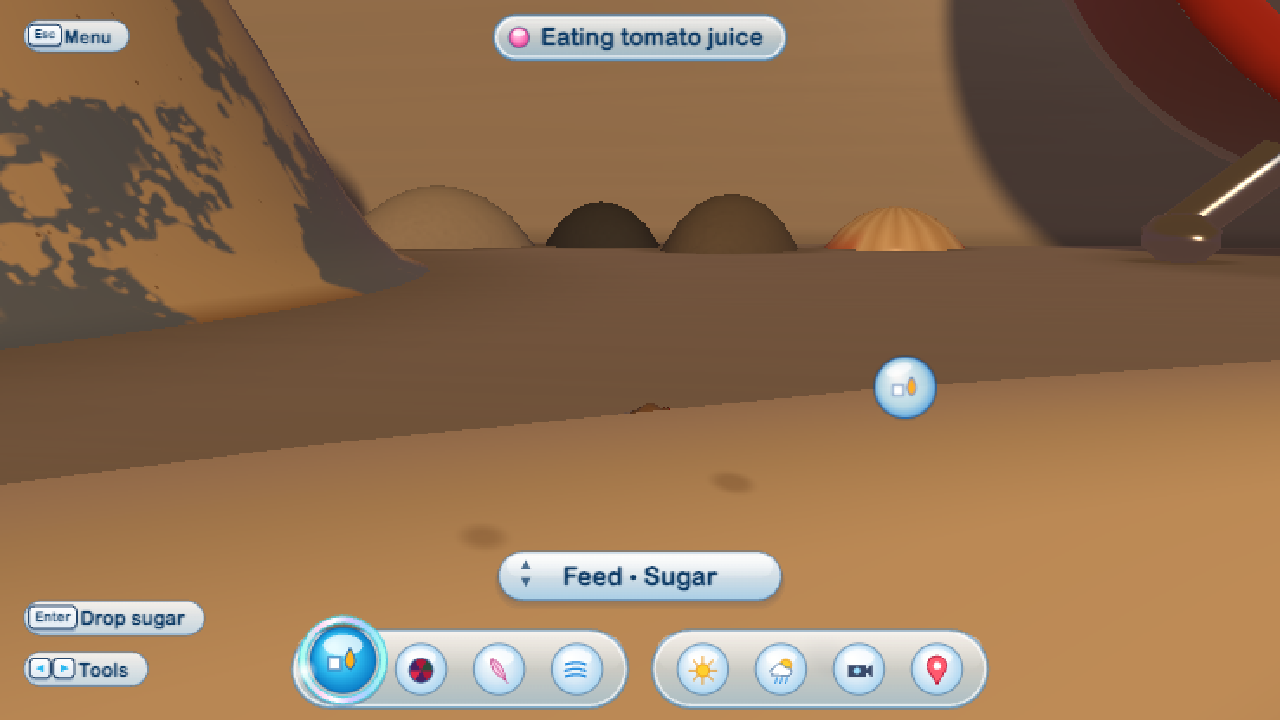 Esc Menu
Eating tomato juice
Feed • Sugar
Enter Drop sugar
Tools